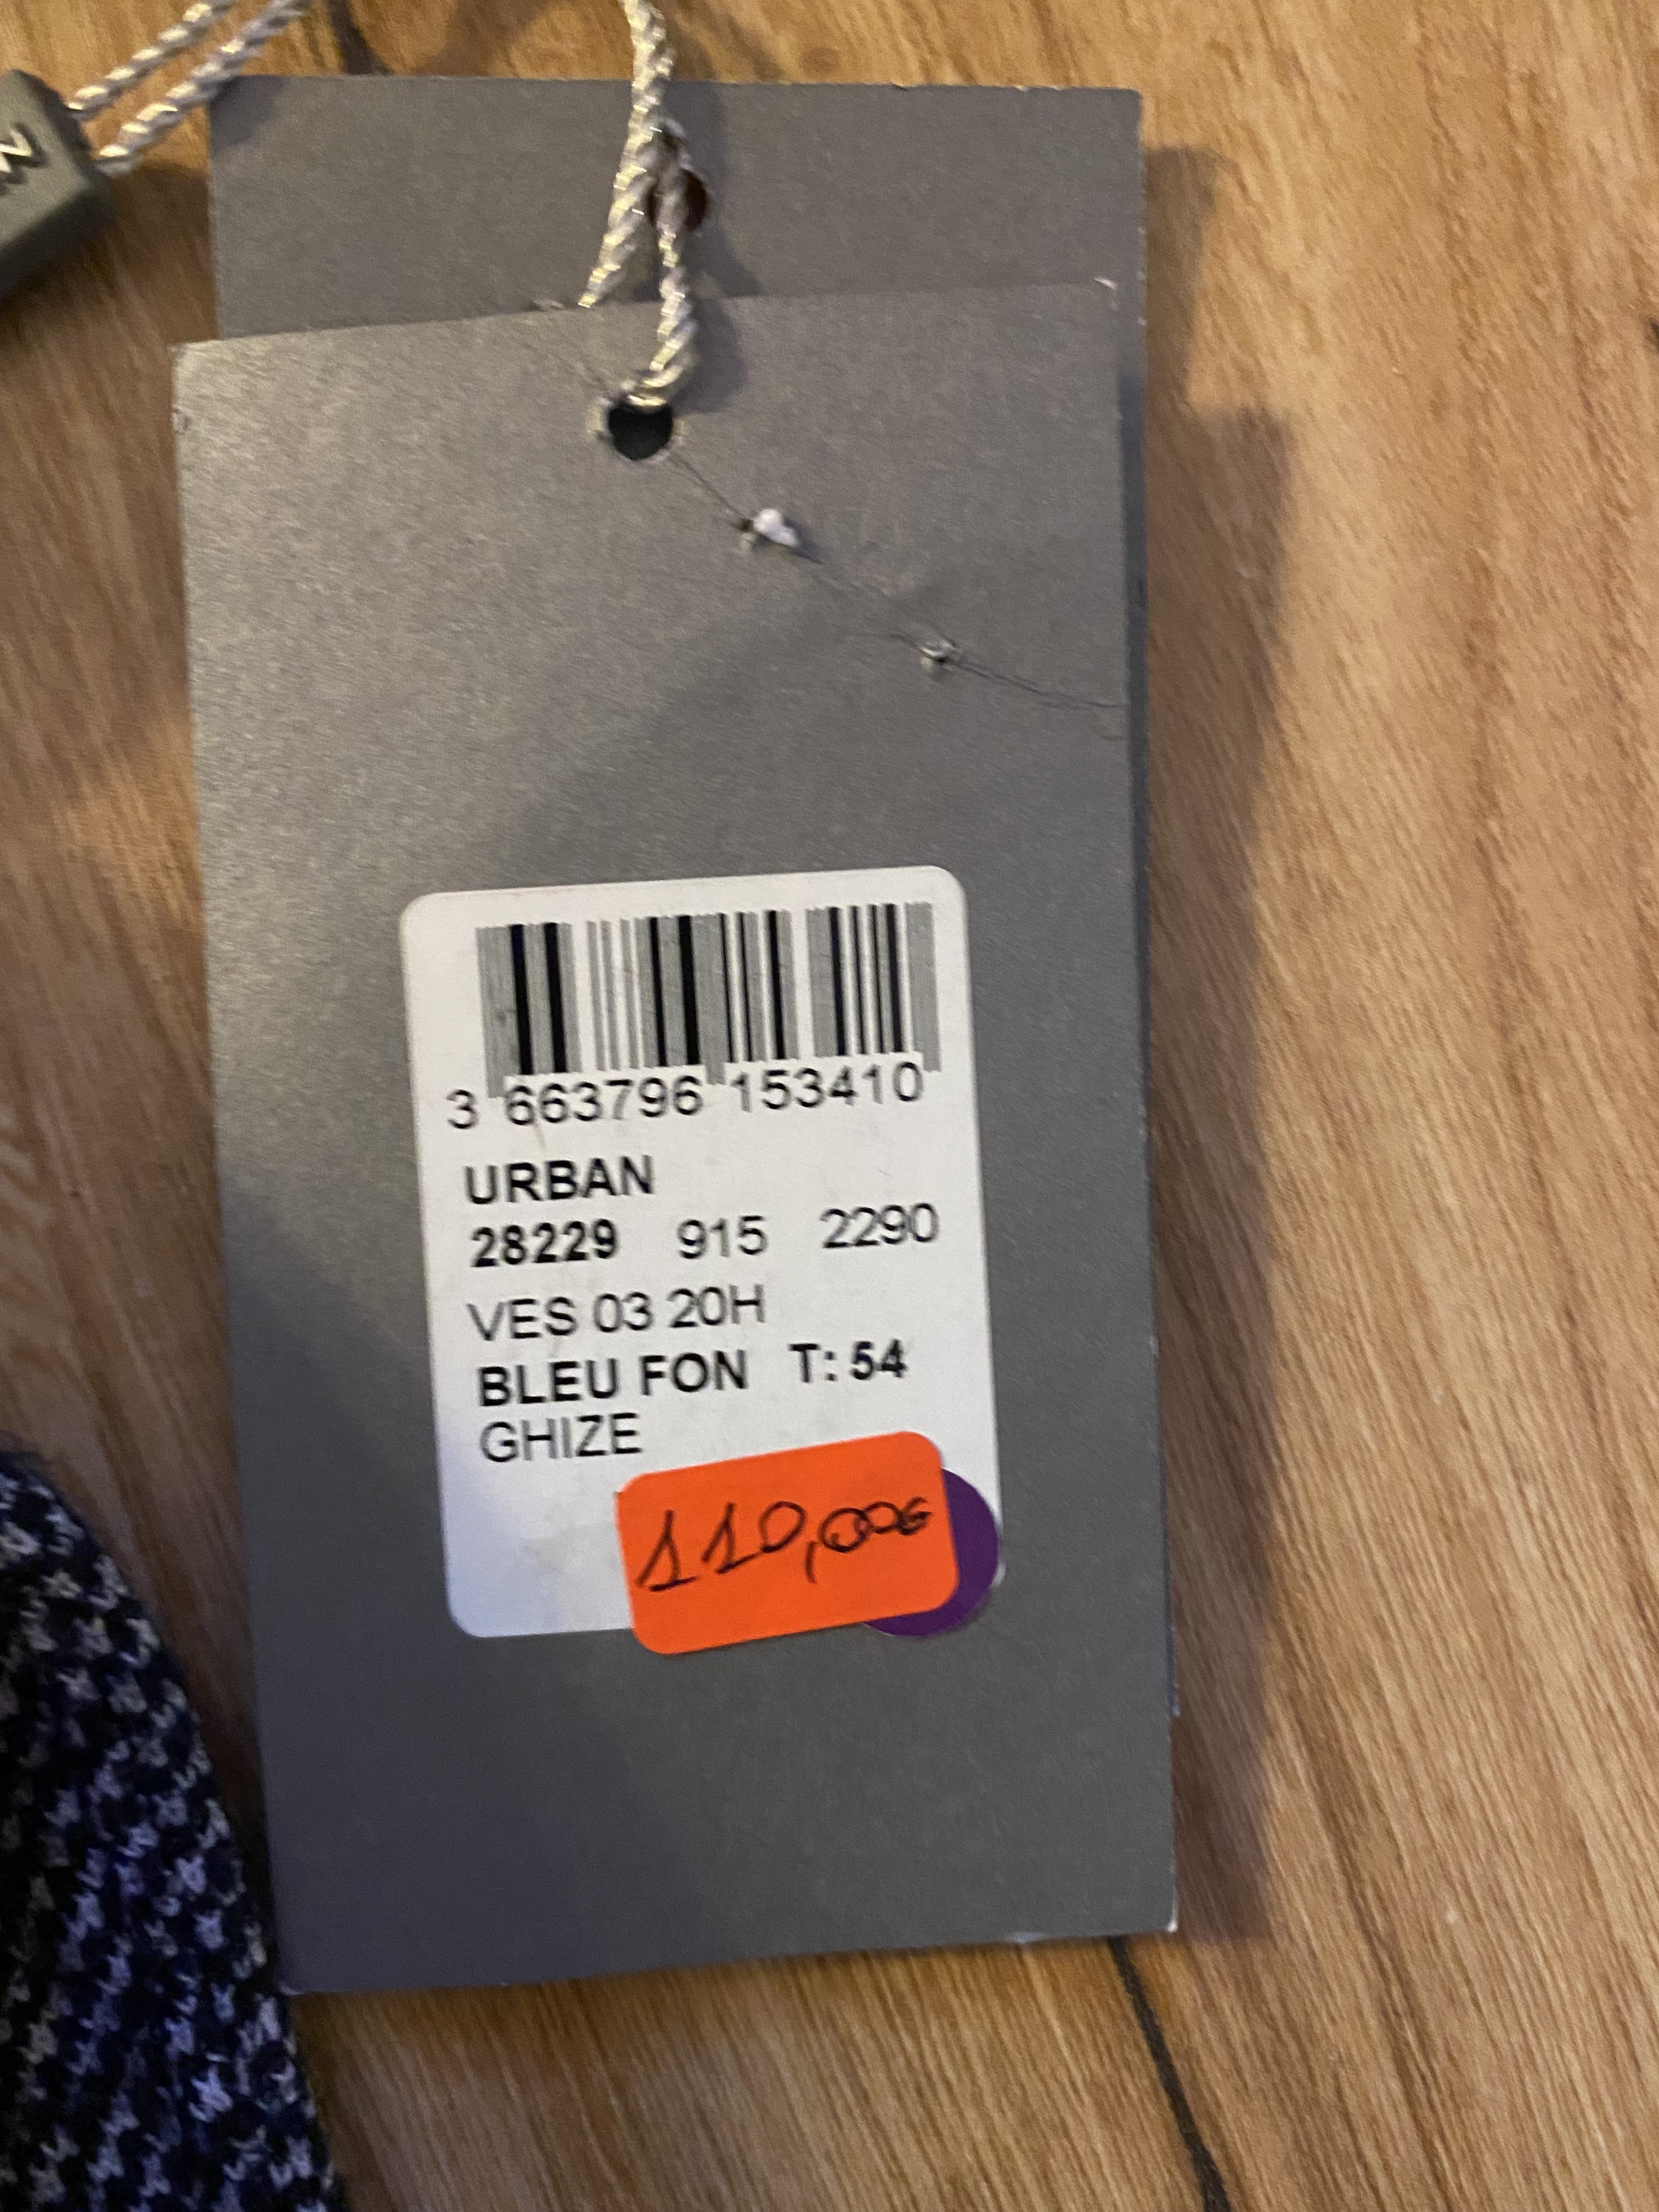 3 663796 153410
URBAN
28229 915 2290
VES 03 20H
BLEU FON T: 54
GHIZE
110,00€